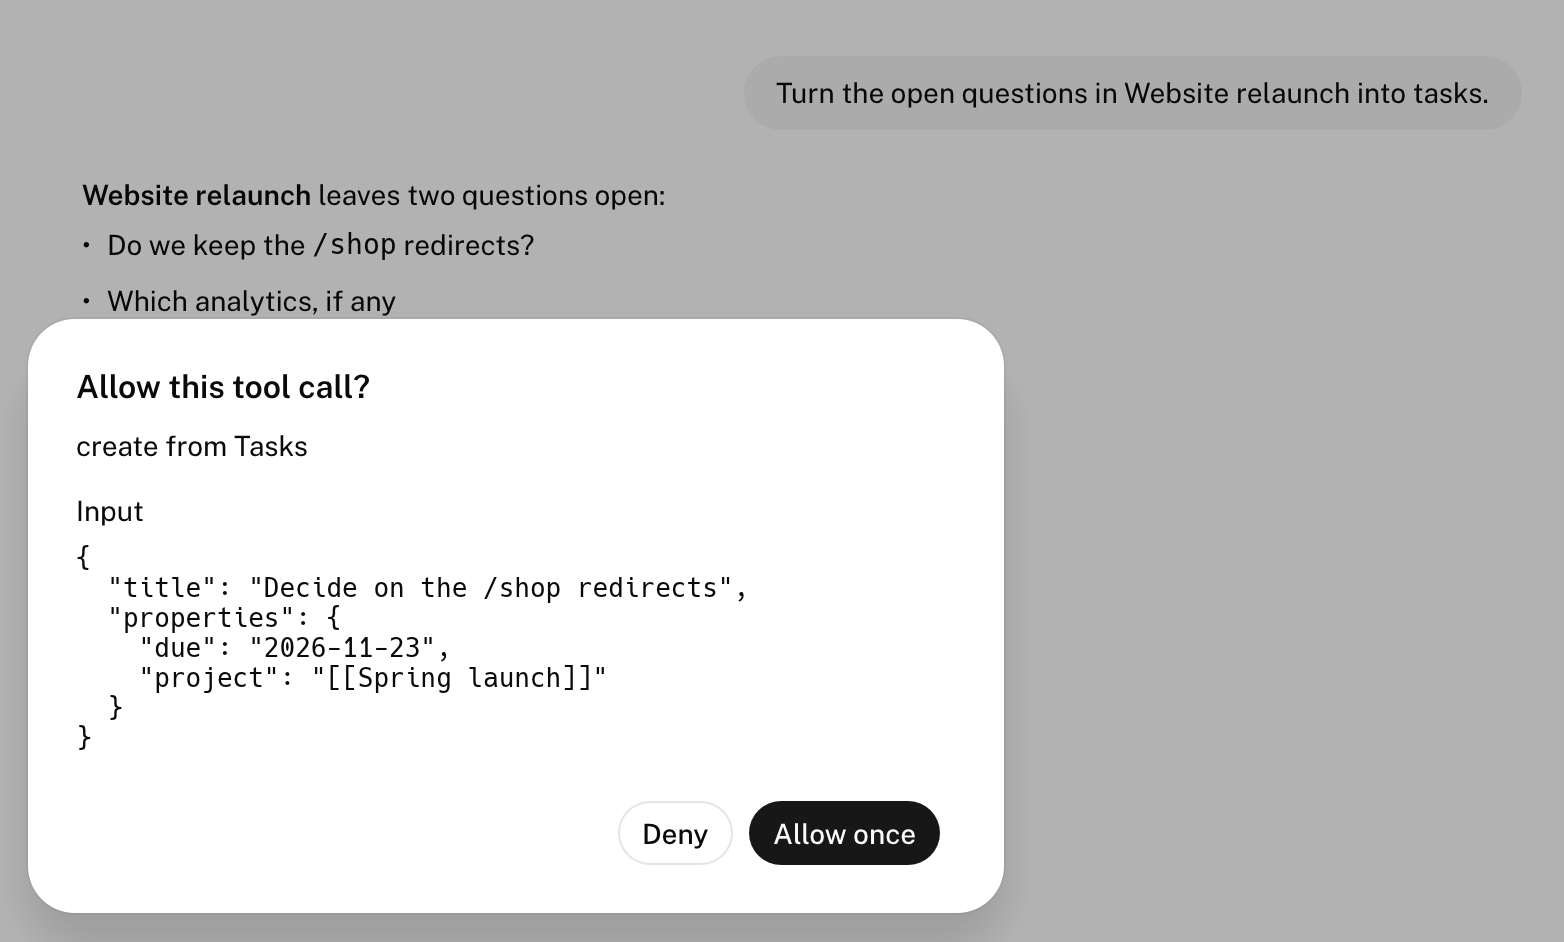 Turn the open questions in Website relaunch into tasks.
Website relaunch leaves two questions open:
• Do we keep the /shop redirects?
• Which analytics, if any
Allow this tool call?
create from Tasks
Input
{
  "title": "Decide on the /shop redirects",
  "properties": {
    "due": "2026-11-23",
    "project": "[[Spring launch]]"
  }
}
Deny
Allow once